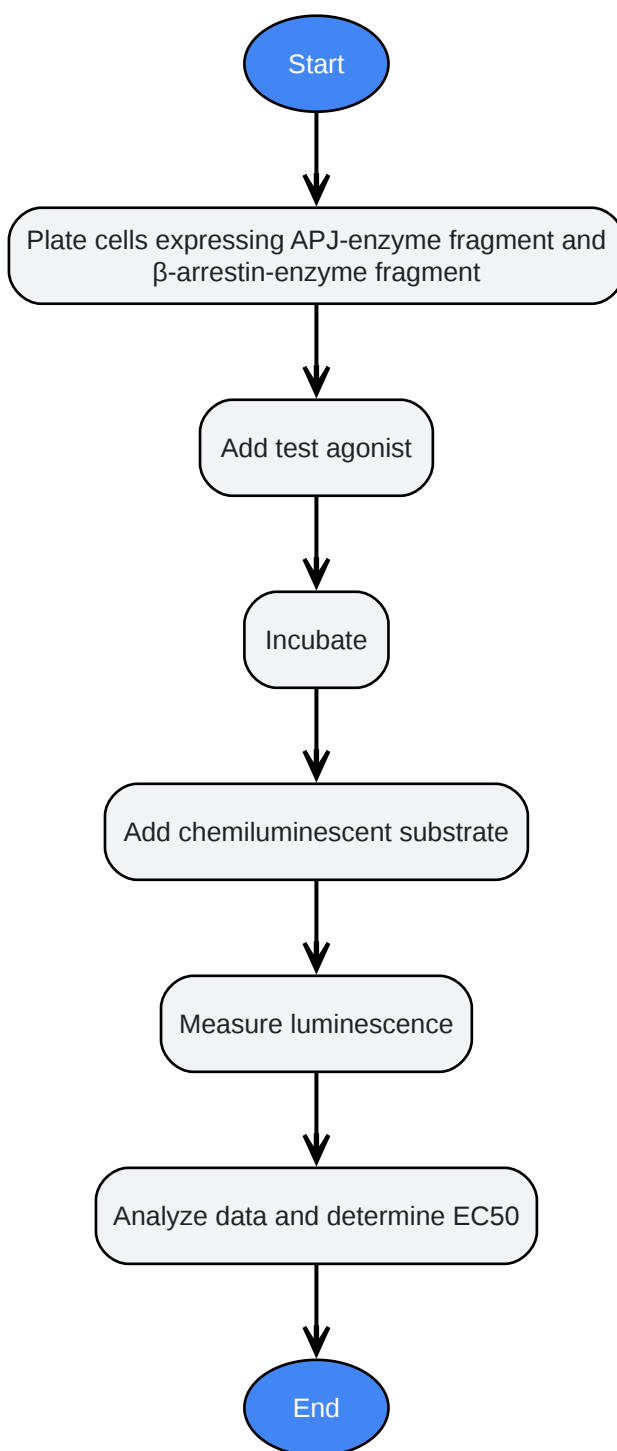 Start
Plate cells expressing APJ-enzyme fragment and
β-arrestin-enzyme fragment
Add test agonist
Incubate
Add chemiluminescent substrate
Measure luminescence
Analyze data and determine EC50
End